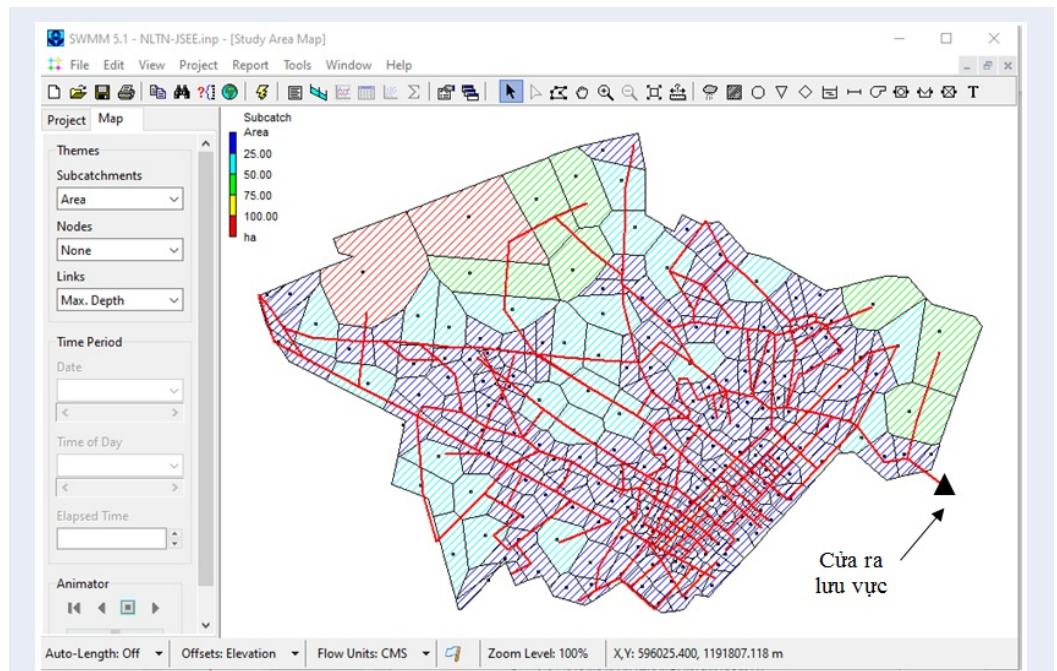 SWMM 5.1 - NLTN-JSEE.inp - [Study Area Map]
File Edit View Project Report Tools Window Help
T
Project Map
Themes
Subcatchments
Area
Nodes
None
Links
Max. Depth
Time Period
Date
Time of Day
Elapsed Time
Animator
Subcatch
Area
25.00
50.00
75.00
100.00
ha
Cửa ra
lưu vực
Auto-Length: Off Offsets: Elevation Flow Units: CMS Zoom Level: 100% X,Y: 596025.400, 1191807.118 m